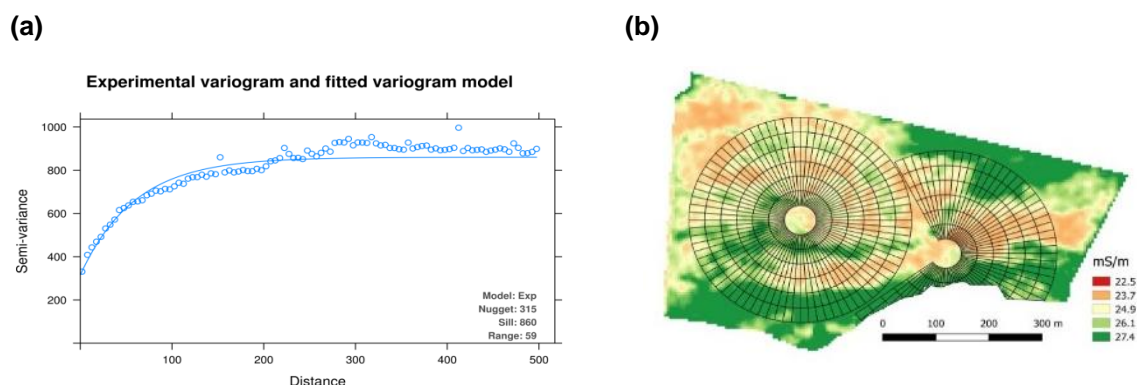 (a)
Experimental variogram and fitted variogram model
1000
800
600
400
200
Semi-variance
Model: Exp
Nugget: 315
Sill: 860
Range: 59
100
200
300
400
500
Distance
(b)
mS/m
22.5
23.7
24.9
26.1
27.4
0
100
200
300 m